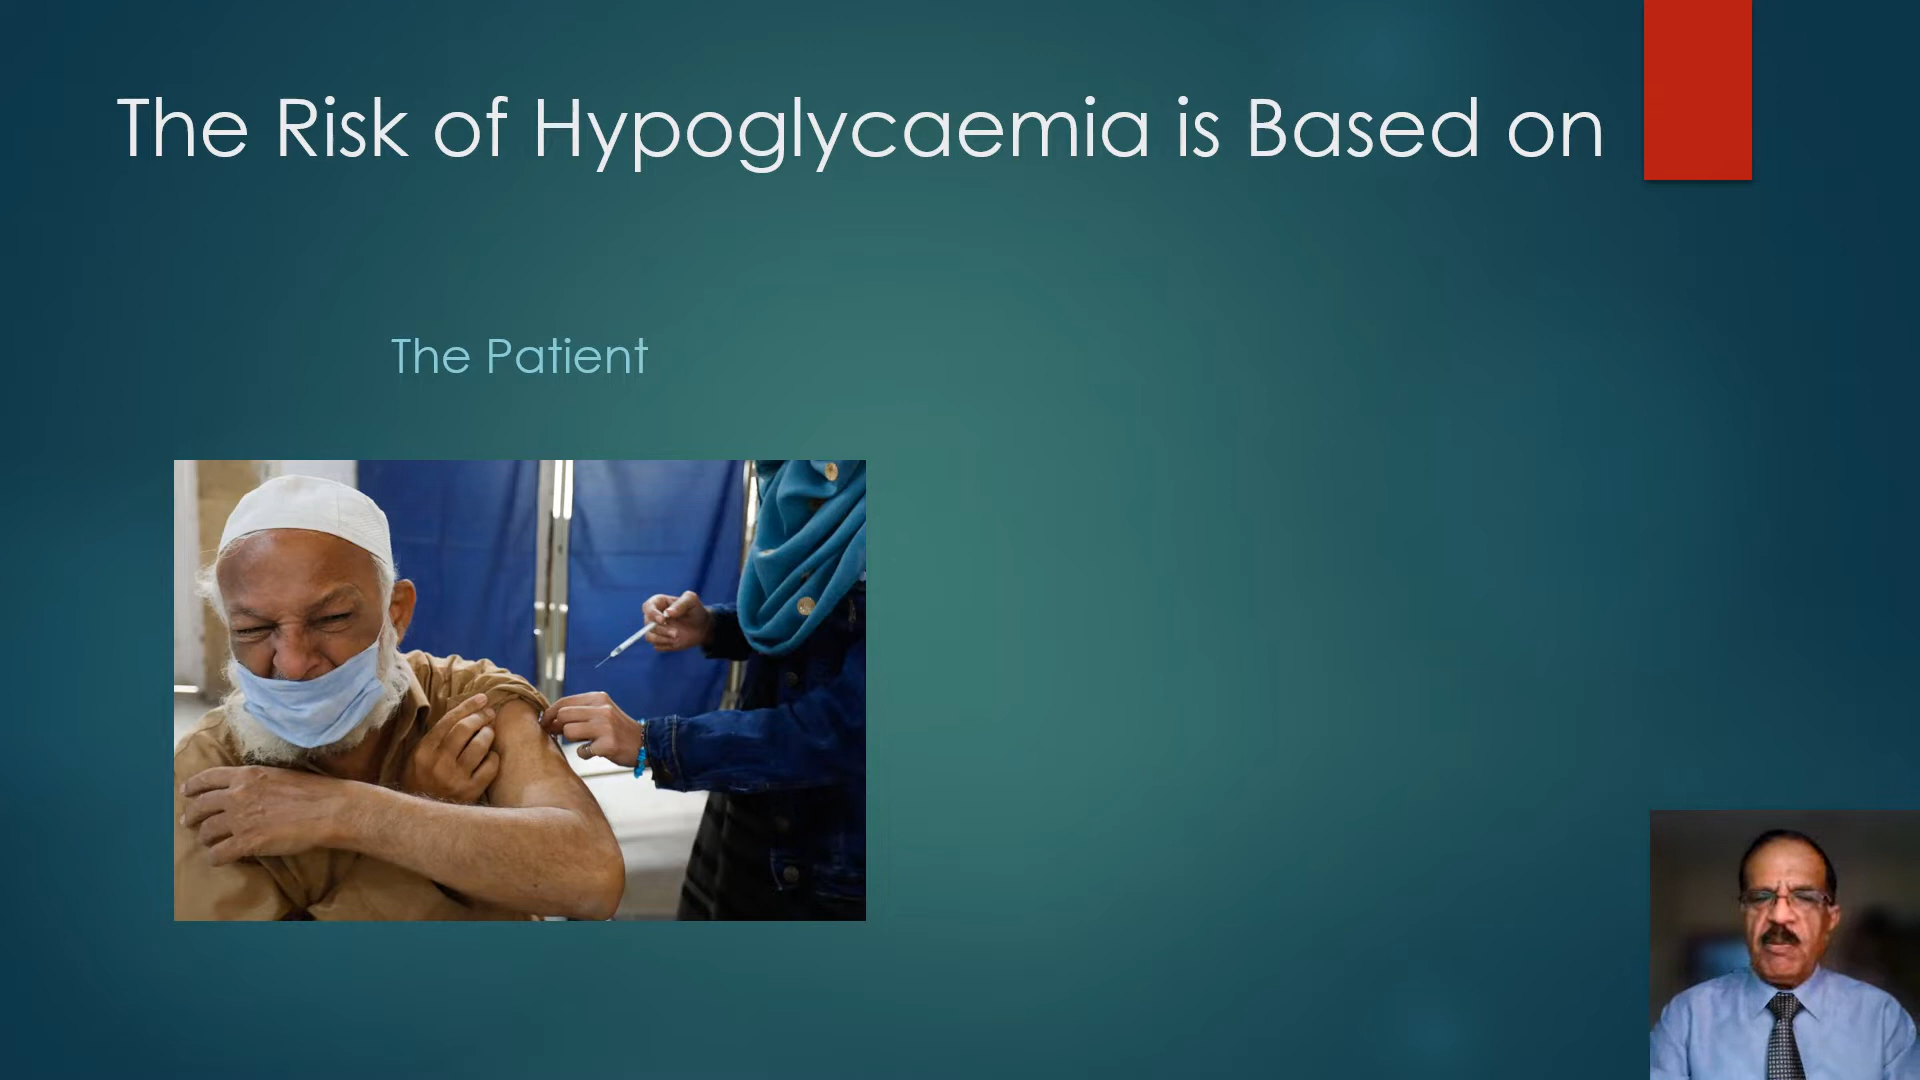 The Risk of Hypoglycaemia is Based on
The Patient